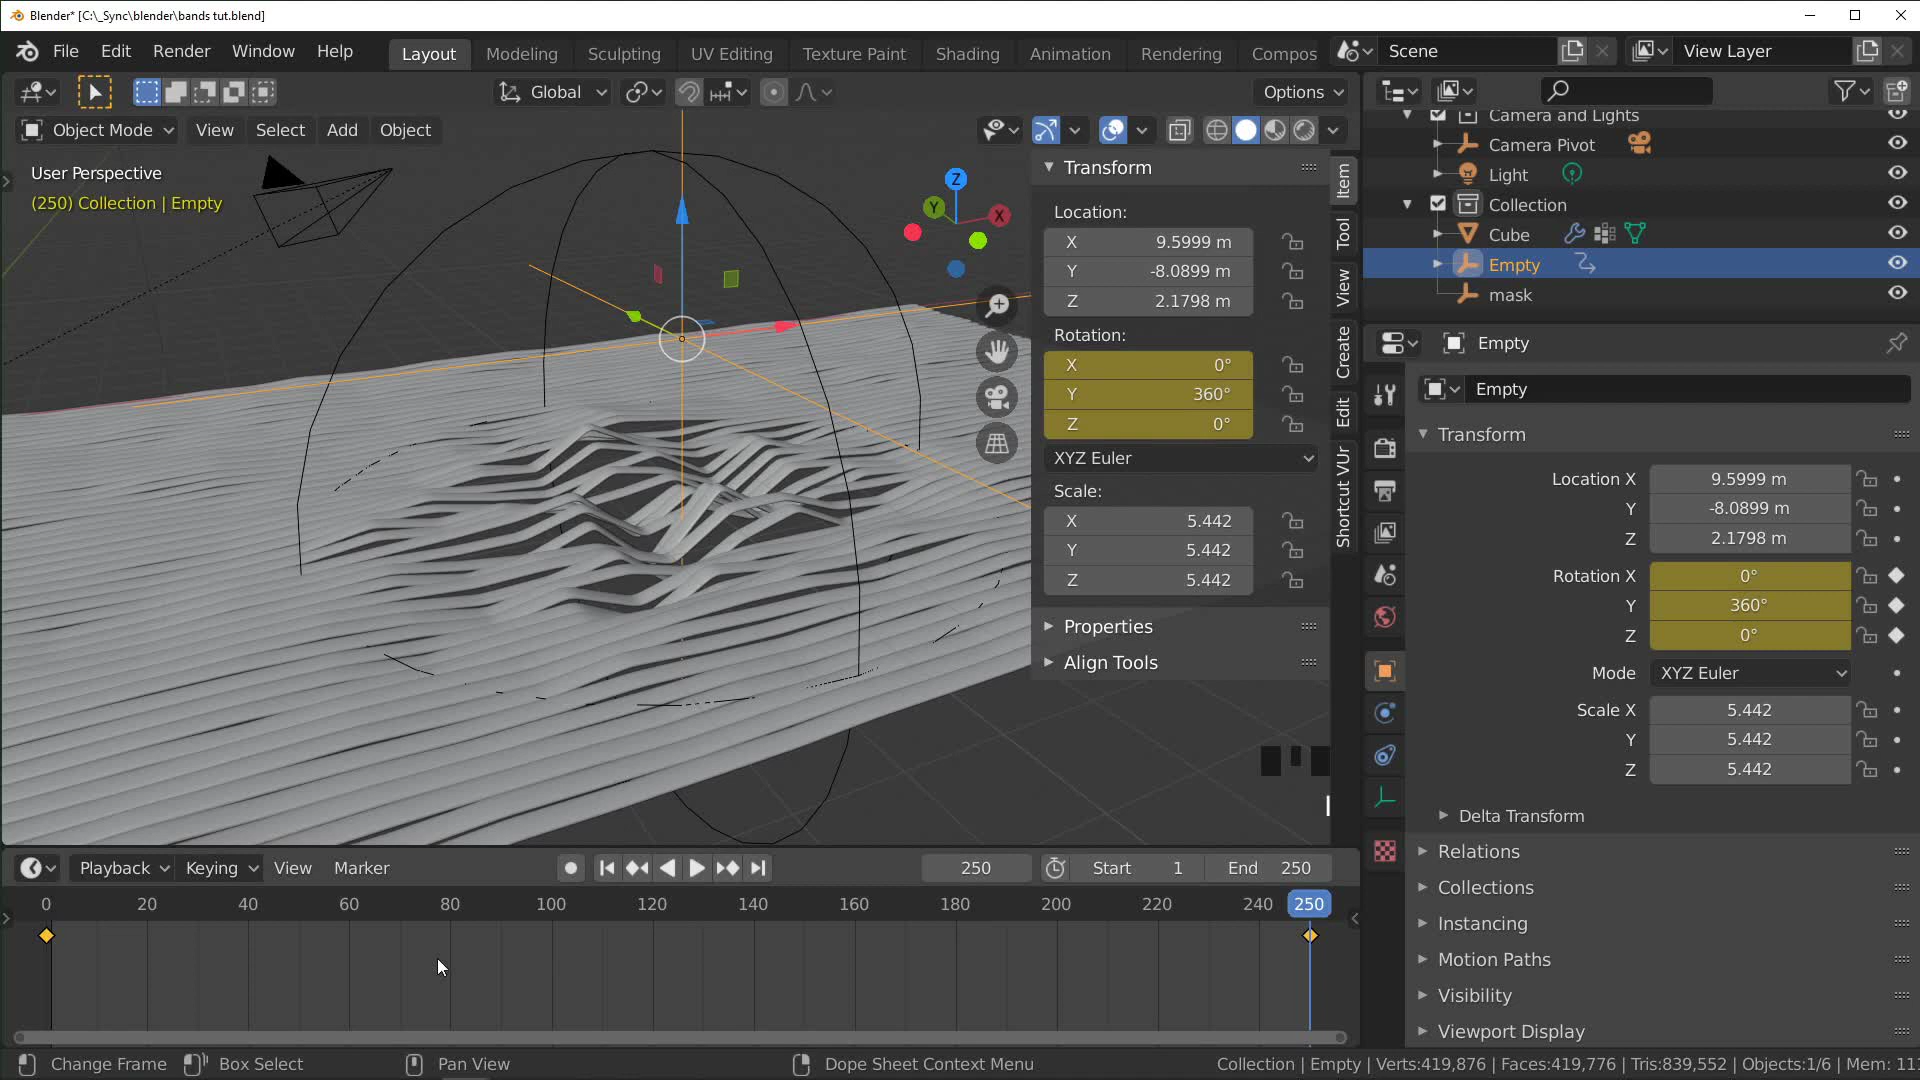 Blender* [C:\_Sync\blender\bands tut.blend]
File Edit Render Window Help
Layout Modeling Sculpting UV Editing Texture Paint Shading Animation Rendering Compos
Scene
View Layer
Global
Options
Object Mode View Select Add Object
User Perspective
(250) Collection | Empty
Z
Y
X
Transform
Location:
X 9.5999 m
Y -8.0899 m
Z 2.1798 m
Rotation:
X 0°
Y 360°
Z 0°
XYZ Euler
Scale:
X 5.442
Y 5.442
Z 5.442
Properties
Align Tools
Item
Tool
View
Create
Edit
Shortcut VUr
Camera and Lights
Camera Pivot
Light
Collection
Cube
Empty
mask
Empty
Empty
Transform
Location X 9.5999 m
Y -8.0899 m
Z 2.1798 m
Rotation X 0°
Y 360°
Z 0°
Mode XYZ Euler
Scale X 5.442
Y 5.442
Z 5.442
Delta Transform
Relations
Collections
Instancing
Motion Paths
Visibility
Viewport Display
Playback Keying View Marker
250
Start 1
End 250
0 20 40 60 80 100 120 140 160 180 200 220 240 250
Change Frame Box Select Pan View Dope Sheet Context Menu
Collection | Empty | Verts:419,876 | Faces:419,776 | Tris:839,552 | Objects:1/6 | Mem: 11